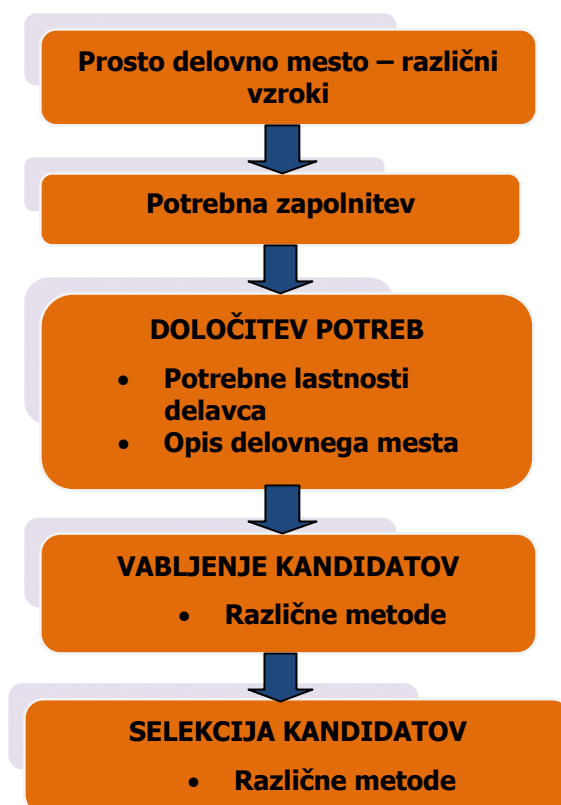 Prosto delovno mesto – različni
vzroki
Potrebna zapolnitev
DOLOČITEV POTREB
• Potrebne lastnosti
delavca
• Opis delovnega mesta
VABLJENJE KANDIDATOV
• Različne metode
SELEKCIJA KANDIDATOV
• Različne metode